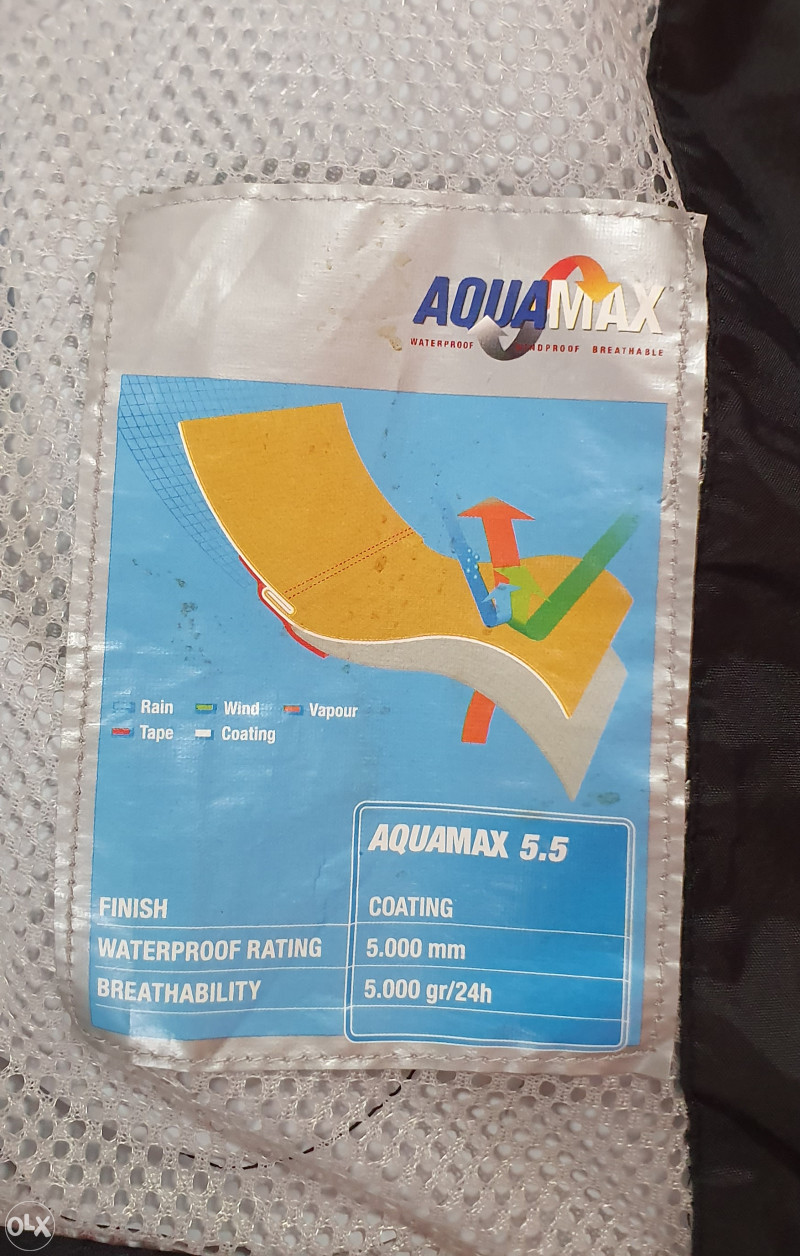 AQUAMAX
WATERPROOF WINDPROOF BREATHABLE
Rain Wind Vapour
Tape Coating
AQUAMAX 5.5
FINISH COATING
WATERPROOF RATING 5.000 mm
BREATHABILITY 5.000 gr/24h
OLX